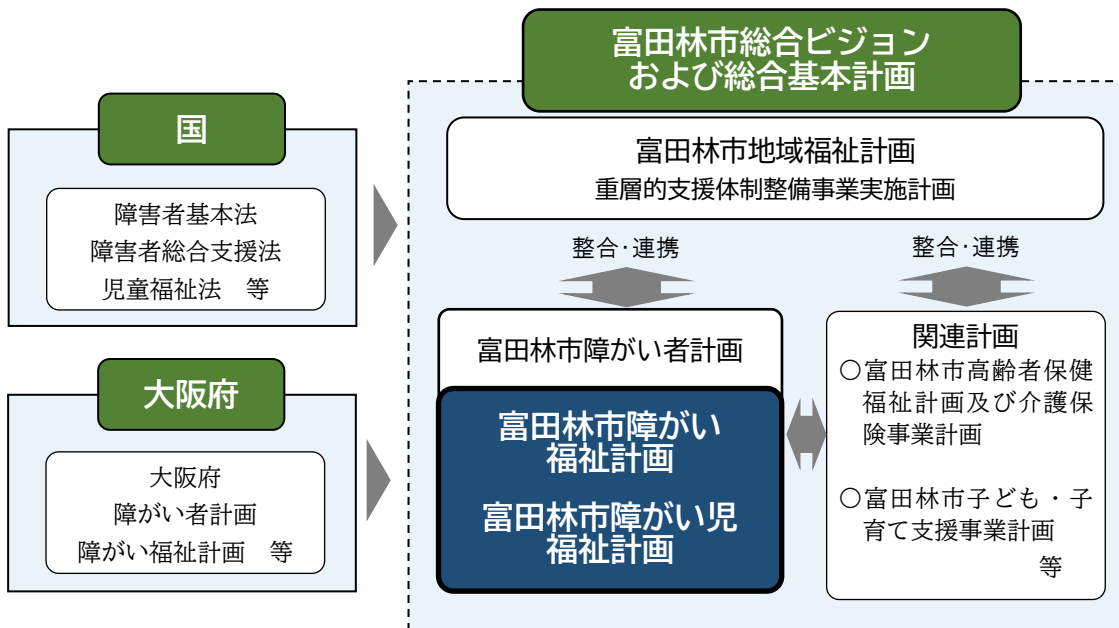 国
障害者基本法
障害者総合支援法
児童福祉法　等
大阪府
大阪府
障がい者計画
障がい福祉計画　等
富田林市総合ビジョン
および総合基本計画
富田林市地域福祉計画
重層的支援体制整備事業実施計画
整合・連携
整合・連携
富田林市障がい者計画
富田林市障がい
福祉計画
富田林市障がい児
福祉計画
関連計画
○富田林市高齢者保健
福祉計画及び介護保
険事業計画
○富田林市子ども・子
育て支援事業計画
等